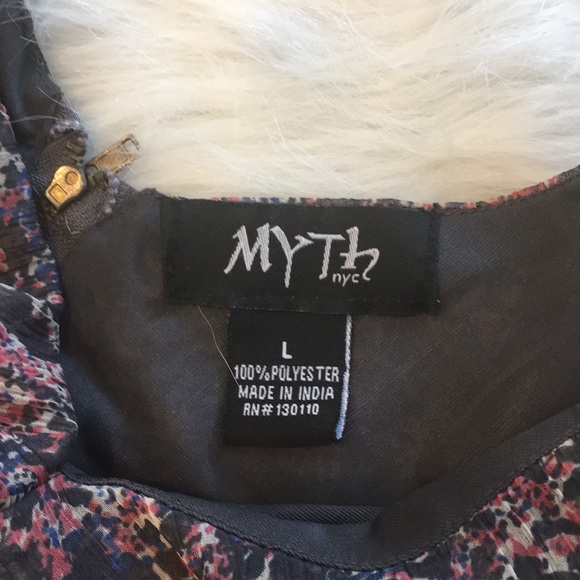 MYTh
nyc
L
100%POLYESTER
MADE IN INDIA
RN#130110